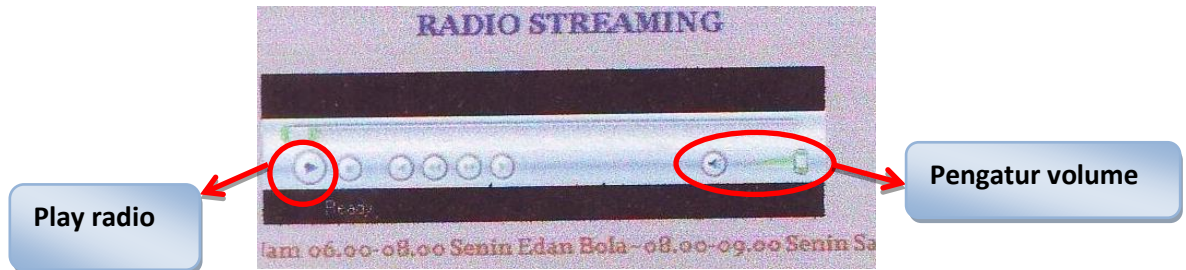 RADIO STREAMING
Play radio
Pengatur volume
Ready
Jam 06.00-08.00 Senin Edan Bola~08.00-09.00 Senin Sa